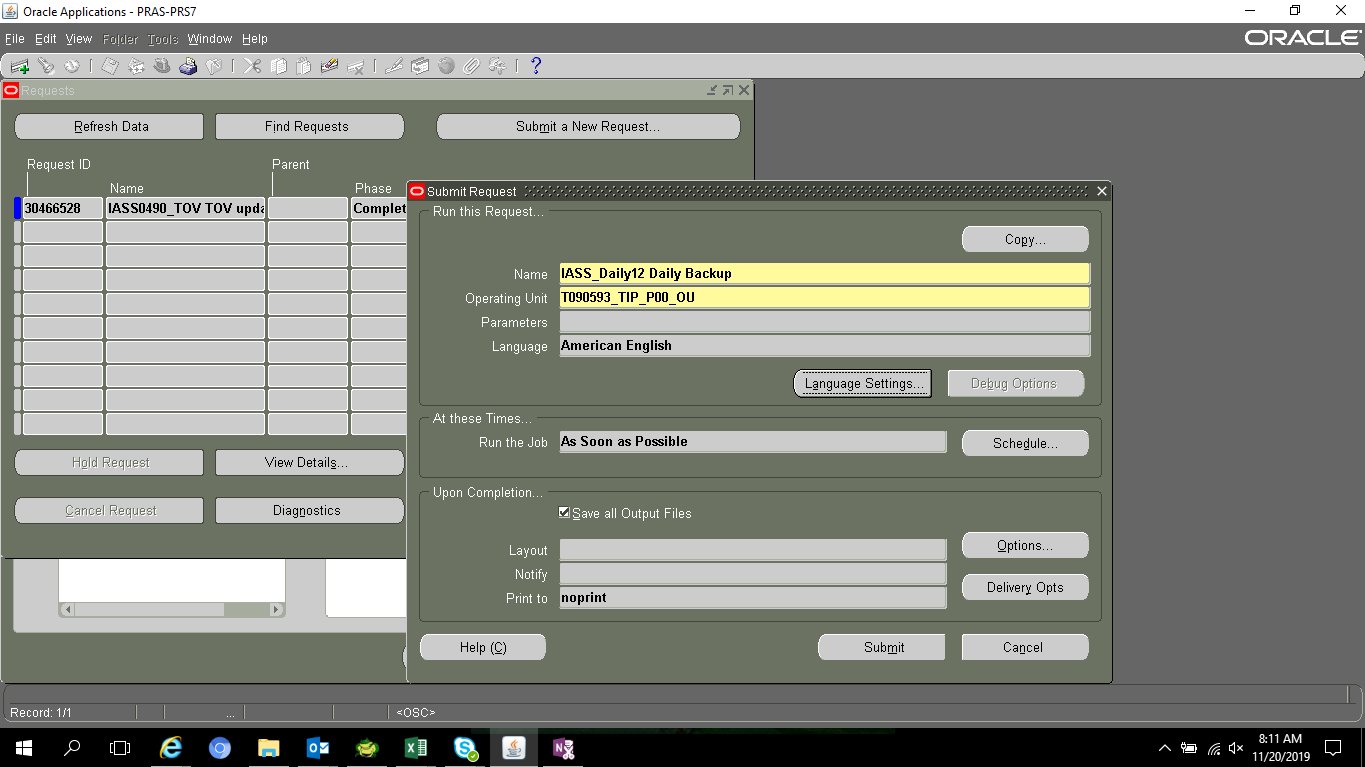 Oracle Applications - PRAS-PRS7
File Edit View Folder Tools Window Help
ORACLE
Requests
Refresh Data Find Requests Submit a New Request...
Request ID Parent
Name Phase
30466528 IASS0490_TOV TOV upda Complet
Hold Request View Details...
Cancel Request Diagnostics
Submit Request
Run this Request...
Copy...
Name IASS_Daily12 Daily Backup
Operating Unit T090593_TIP_P00_OU
Parameters
Language American English
Language Settings... Debug Options
At these Times...
Run the Job As Soon as Possible Schedule...
Upon Completion...
Save all Output Files
Layout Options...
Notify
Delivery Opts
Print to noprint
Help (C) Submit Cancel
Record: 1/1 ... <OSC>
8:11 AM
11/20/2019